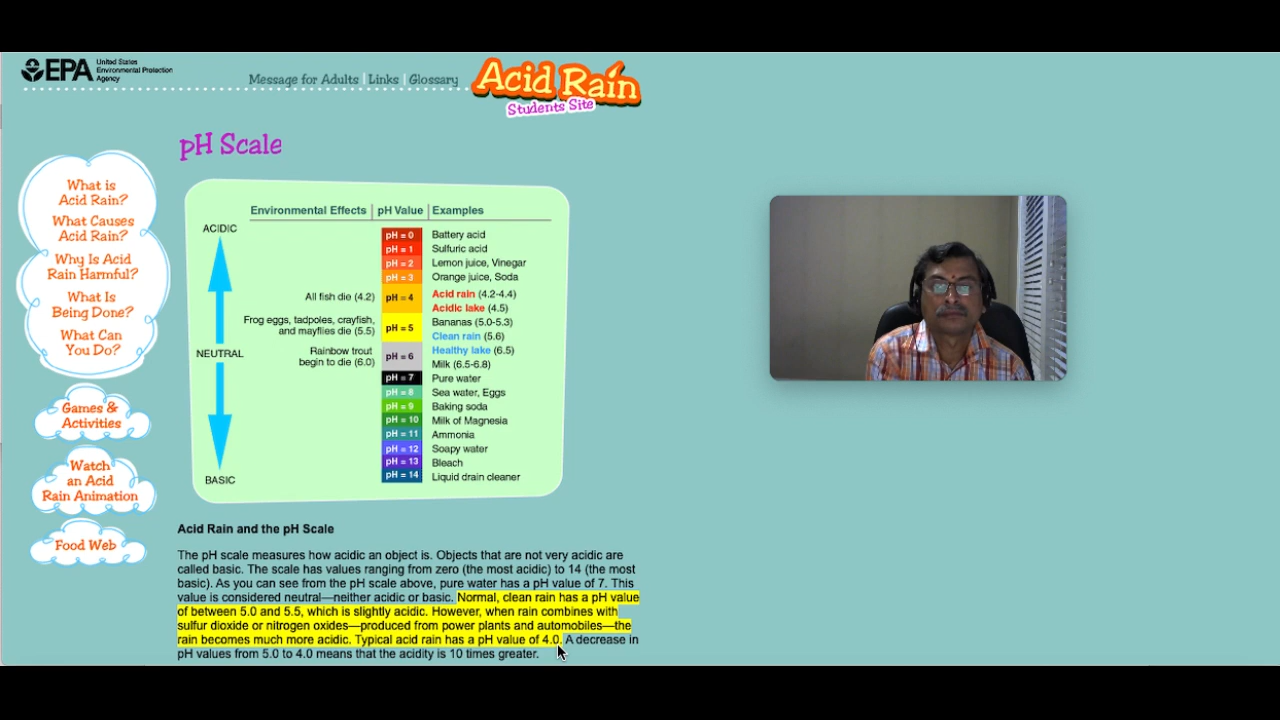 EPA United States
Environmental Protection
Agency
Message for Adults | Links | Glossary
Acid Rain
Students Site
pH Scale
What is
Acid Rain?
What Causes
Acid Rain?
Why Is Acid
Rain Harmful?
What Is
Being Done?
What Can
You Do?
Games &
Activities
Watch
an Acid
Rain Animation
Food Web
Environmental Effects | pH Value | Examples
ACIDIC
NEUTRAL
BASIC
pH = 0 Battery acid
pH = 1 Sulfuric acid
pH = 2 Lemon juice, Vinegar
pH = 3 Orange juice, Soda
All fish die (4.2) pH = 4 Acid rain (4.2-4.4)
Acidic lake (4.5)
Frog eggs, tadpoles, crayfish,
and mayflies die (5.5) pH = 5 Bananas (5.0-5.3)
Clean rain (5.6)
Rainbow trout
begin to die (6.0) pH = 6 Healthy lake (6.5)
Milk (6.5-6.8)
pH = 7 Pure water
pH = 8 Sea water, Eggs
pH = 9 Baking soda
pH = 10 Milk of Magnesia
pH = 11 Ammonia
pH = 12 Soapy water
pH = 13 Bleach
pH = 14 Liquid drain cleaner
Acid Rain and the pH Scale
The pH scale measures how acidic an object is. Objects that are not very acidic are
called basic. The scale has values ranging from zero (the most acidic) to 14 (the most
basic). As you can see from the pH scale above, pure water has a pH value of 7. This
value is considered neutral—neither acidic or basic. Normal, clean rain has a pH value
of between 5.0 and 5.5, which is slightly acidic. However, when rain combines with
sulfur dioxide or nitrogen oxides—produced from power plants and automobiles—the
rain becomes much more acidic. Typical acid rain has a pH value of 4.0. A decrease in
pH values from 5.0 to 4.0 means that the acidity is 10 times greater.